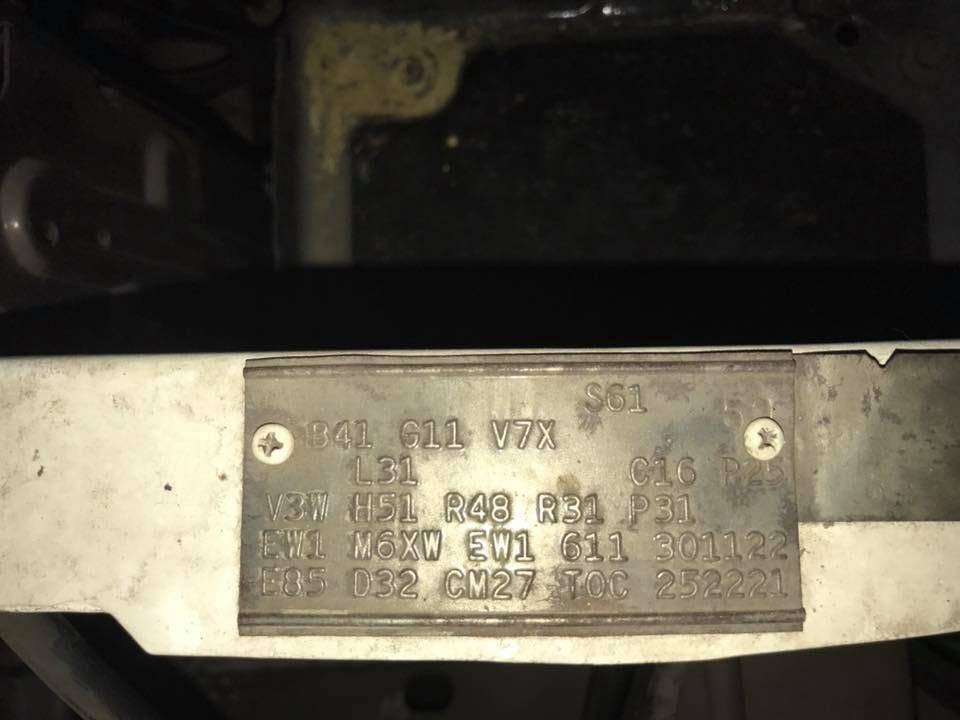 S61
B41 G11 V7X
L31 C16 R25
V3W H51 R48 R31 P31
EW1 M6XW EW1 611 301122
E85 D32 CM27 TOC 252221